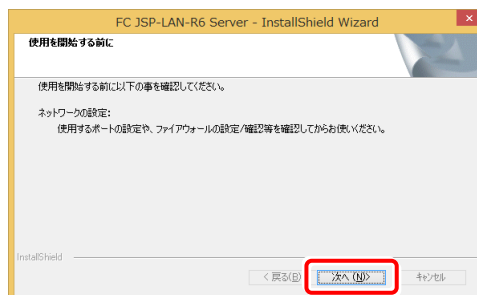 FC JSP-LAN-R6 Server - InstallShield Wizard
使用を開始する前に
使用を開始する前に以下の事を確認してください。
ネットワークの設定:
使用するポートの設定や、ファイアウォールの設定/確認等を確認してからお使いください。
InstallShield
< 戻る(B)
次へ (N)>
キャンセル